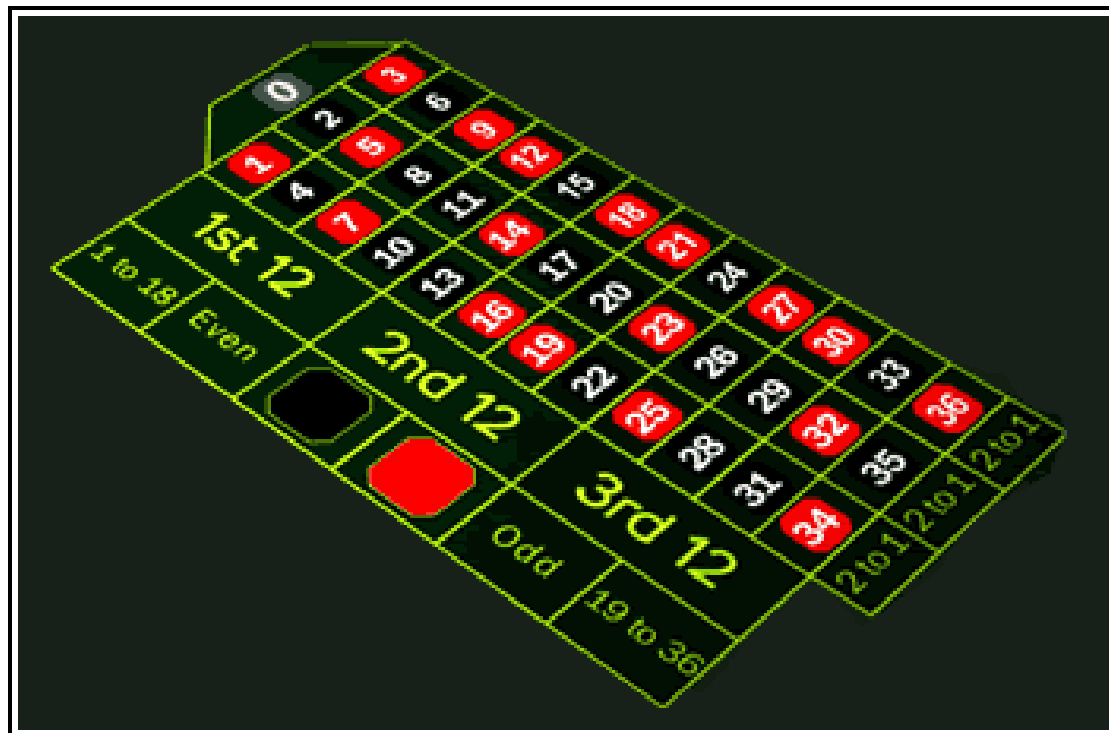 0
3 6 9 12 15 18 21 24 27 30 33 36 2 to 1
2 5 8 11 14 17 20 23 26 29 32 35 2 to 1
1 4 7 10 13 16 19 22 25 28 31 34 2 to 1
1st 12 2nd 12 3rd 12
1 to 18 Even Odd 19 to 36